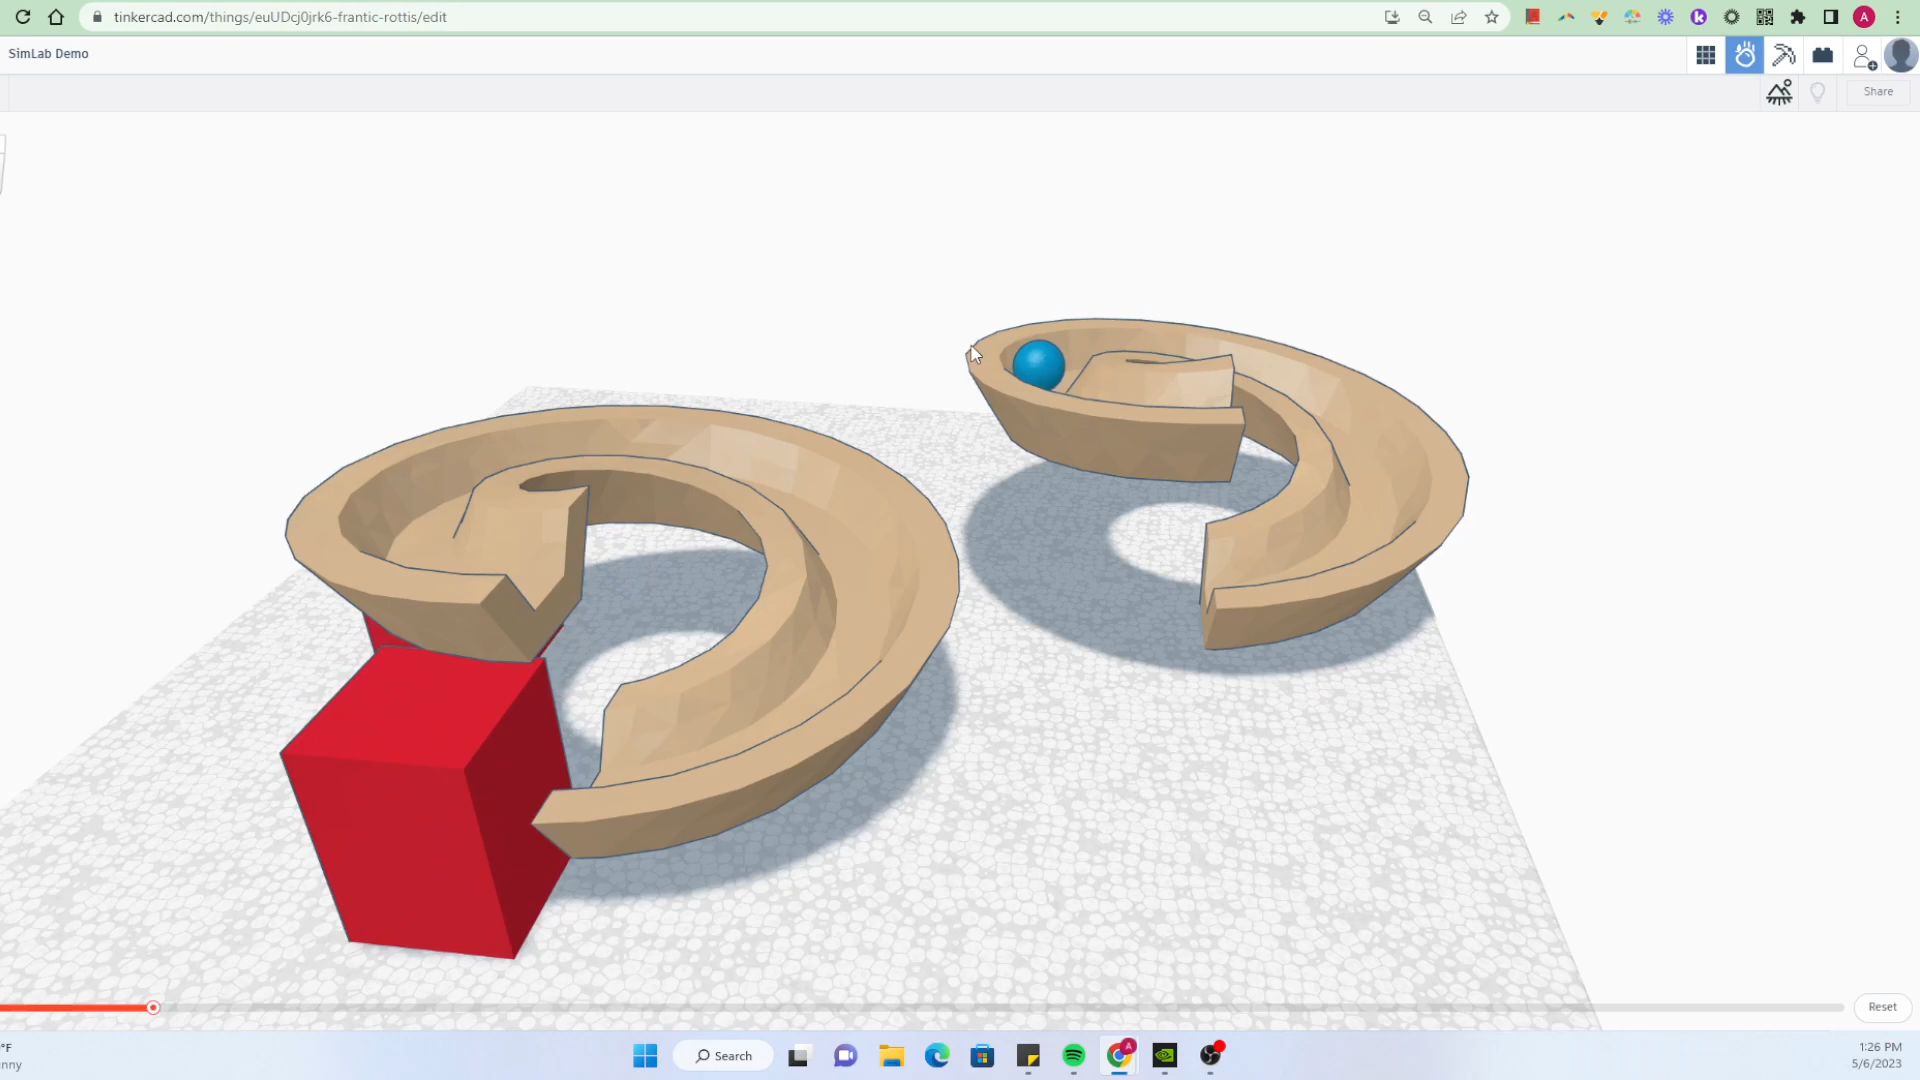 tinkercad.com/things/euUDcj0jrk6-frantic-rottis/edit
A
SimLab Demo
Share
Reset
°F
nny
Search
A
1:26 PM
5/6/2023